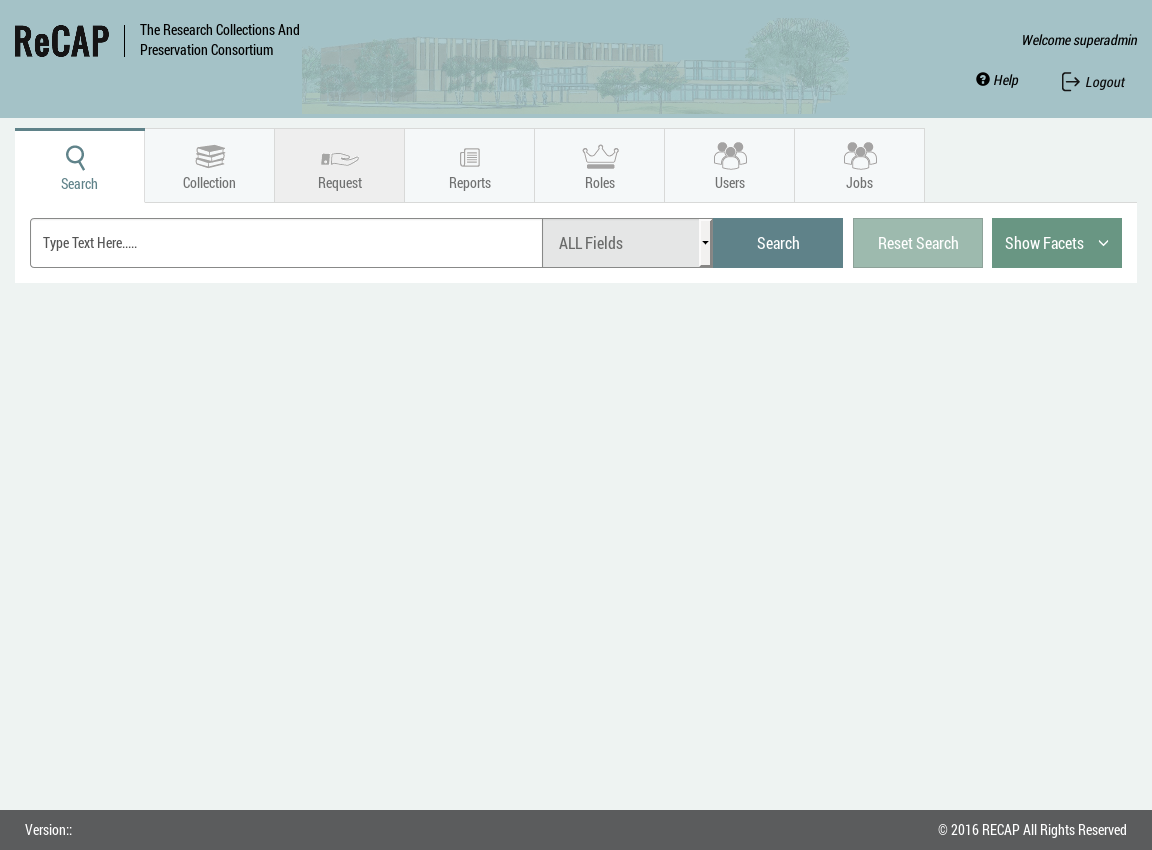 ReCAP
The Research Collections And
Preservation Consortium
Welcome superadmin
Help
Logout
Search
Collection
Request
Reports
Roles
Users
Jobs
Type Text Here.....
ALL Fields
Search
Reset Search
Show Facets
Version::
© 2016 RECAP All Rights Reserved